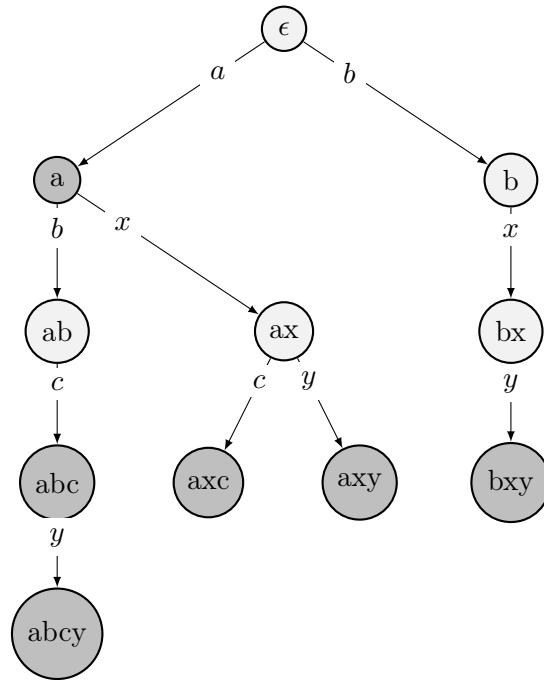 ϵ
a b
a b
b x x
ab ax bx
c c y y
abc axc axy bxy
y
abcy